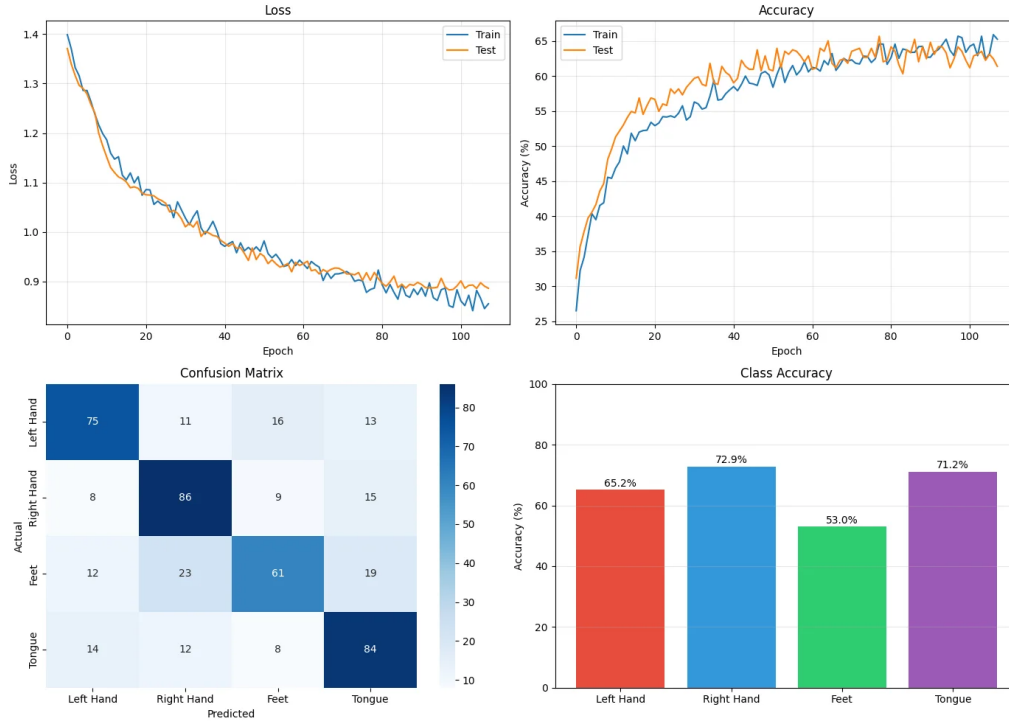 Loss
Train
Test
1.4
1.3
1.2
1.1
1.0
0.9
Loss
0 20 40 60 80 100
Epoch
Accuracy
Train
Test
65
60
55
50
45
40
35
30
25
Accuracy (%)
0 20 40 60 80 100
Epoch
Confusion Matrix
Actual
Left Hand 75 11 16 13
Right Hand 8 86 9 15
Feet 12 23 61 19
Tongue 14 12 8 84
Left Hand Right Hand Feet Tongue
Predicted
80
70
60
50
40
30
20
10
Class Accuracy
100
80
60
40
20
0
Accuracy (%)
65.2% 72.9% 53.0% 71.2%
Left Hand Right Hand Feet Tongue